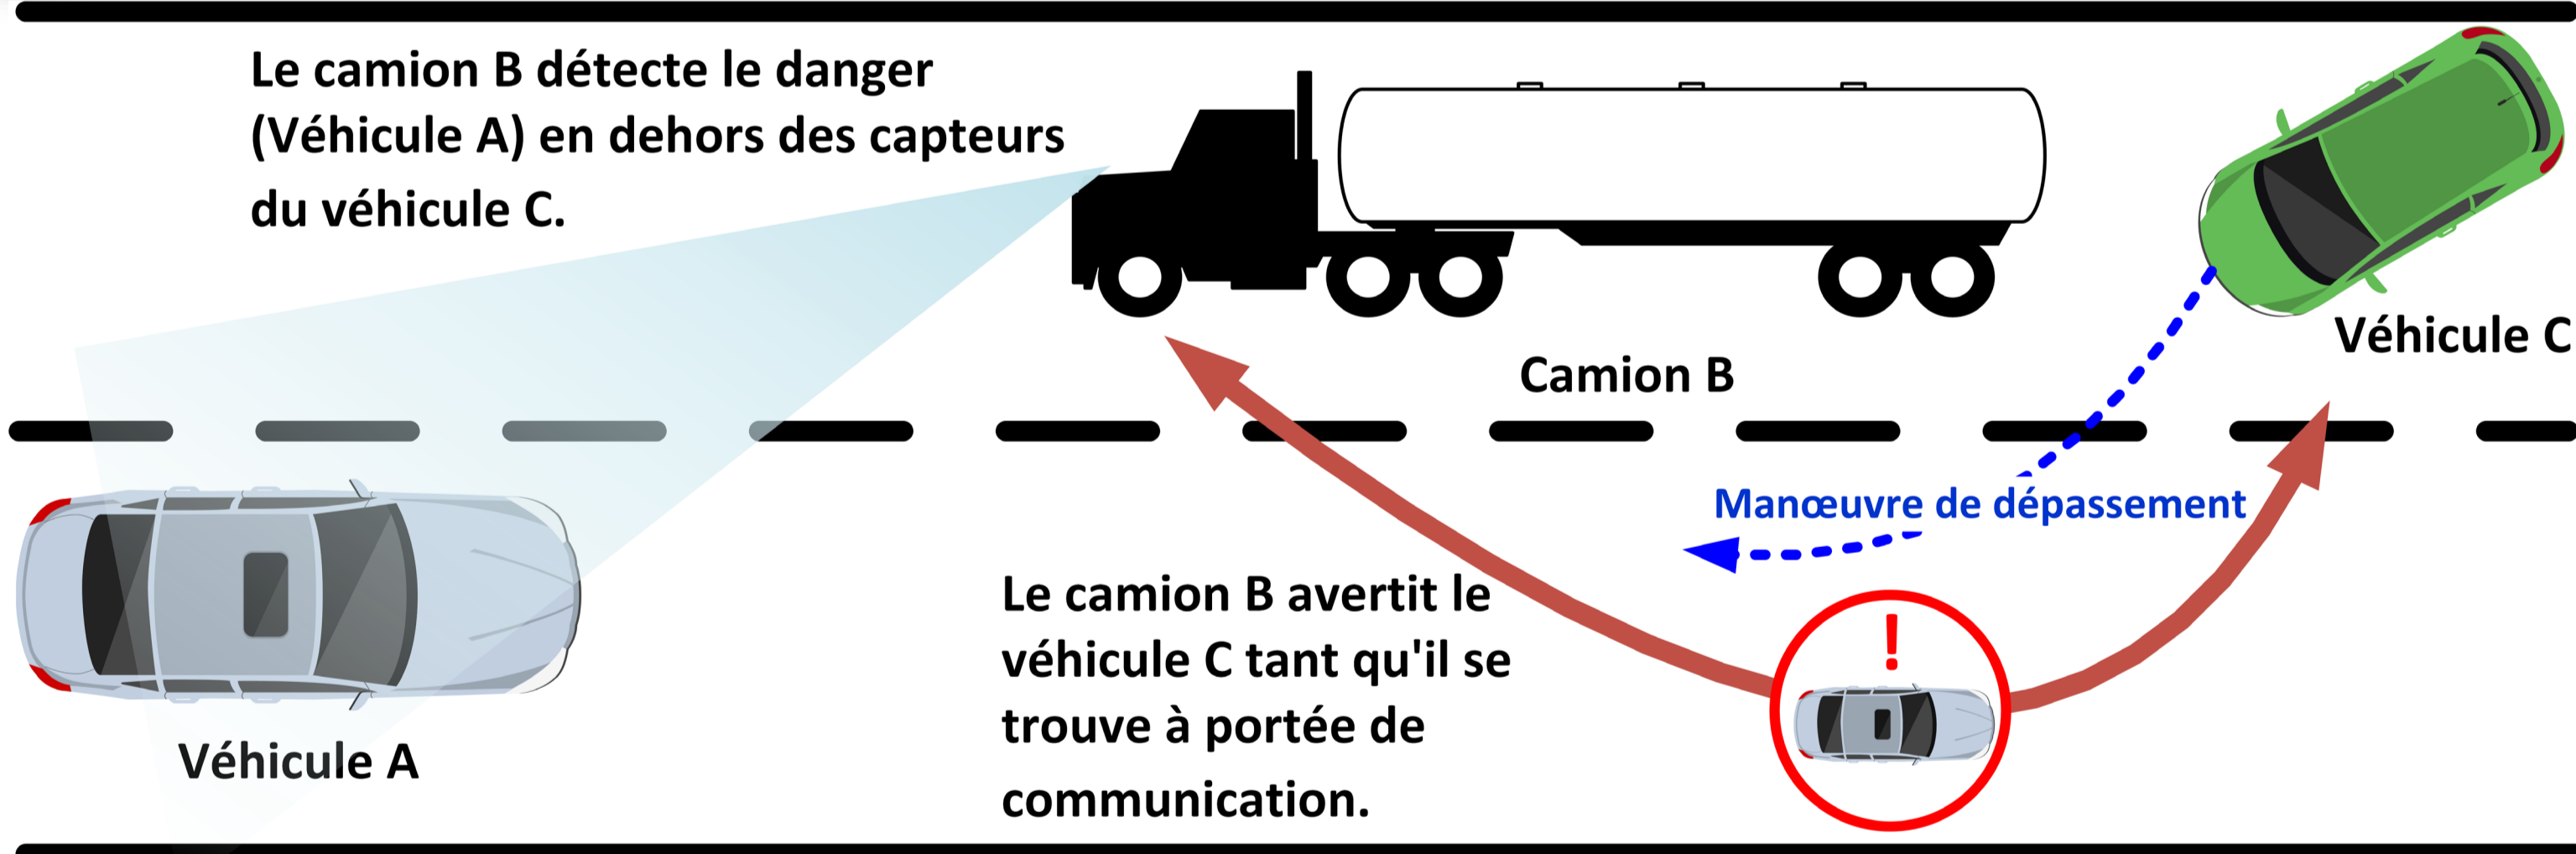 Le camion B détecte le danger
(Véhicule A) en dehors des capteurs
du véhicule C.
Véhicule C
Camion B
Manœuvre de dépassement
Le camion B avertit le
véhicule C tant qu'il se
trouve à portée de
communication.
!
Véhicule A